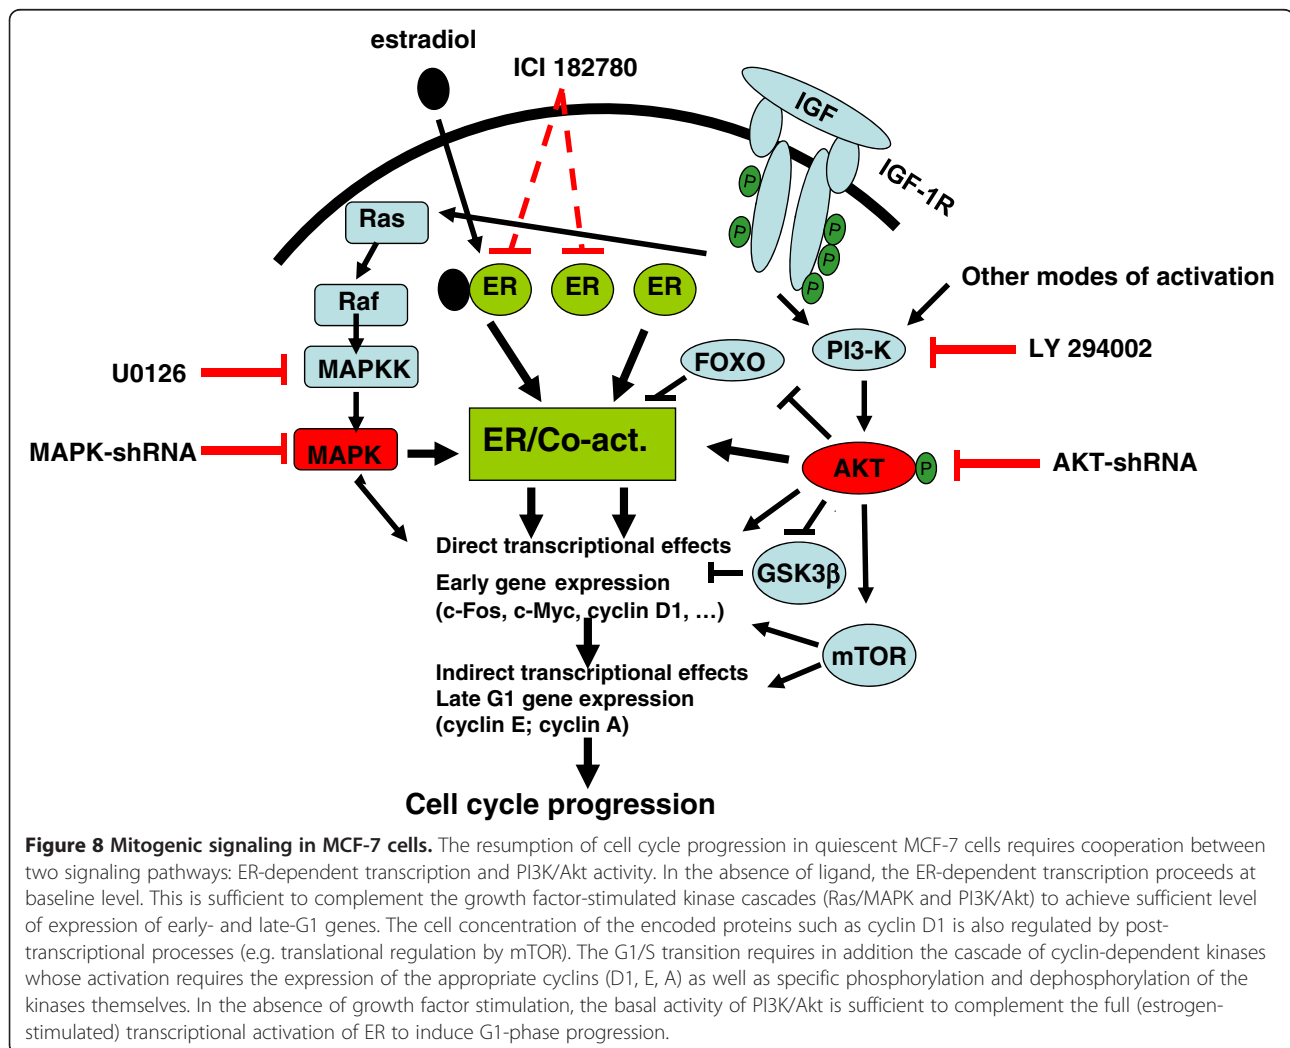 estradiol
ICI 182780
IGF
IGF-1R
P
P
P
P
P
Ras
ER
ER
ER
Other modes of activation
Raf
PI3-K
LY 294002
FOXO
U0126
MAPKK
ER/Co-act.
MAPK-shRNA
MAPK
AKT
P
AKT-shRNA
Direct transcriptional effects
GSK3β
Early gene expression
(c-Fos, c-Myc, cyclin D1, ...)
mTOR
Indirect transcriptional effects
Late G1 gene expression
(cyclin E; cyclin A)
Cell cycle progression
Figure 8 Mitogenic signaling in MCF-7 cells. The resumption of cell cycle progression in quiescent MCF-7 cells requires cooperation between
two signaling pathways: ER-dependent transcription and PI3K/Akt activity. In the absence of ligand, the ER-dependent transcription proceeds at
baseline level. This is sufficient to complement the growth factor-stimulated kinase cascades (Ras/MAPK and PI3K/Akt) to achieve sufficient level
of expression of early- and late-G1 genes. The cell concentration of the encoded proteins such as cyclin D1 is also regulated by post-
transcriptional processes (e.g. translational regulation by mTOR). The G1/S transition requires in addition the cascade of cyclin-dependent kinases
whose activation requires the expression of the appropriate cyclins (D1, E, A) as well as specific phosphorylation and dephosphorylation of the
kinases themselves. In the absence of growth factor stimulation, the basal activity of PI3K/Akt is sufficient to complement the full (estrogen-
stimulated) transcriptional activation of ER to induce G1-phase progression.